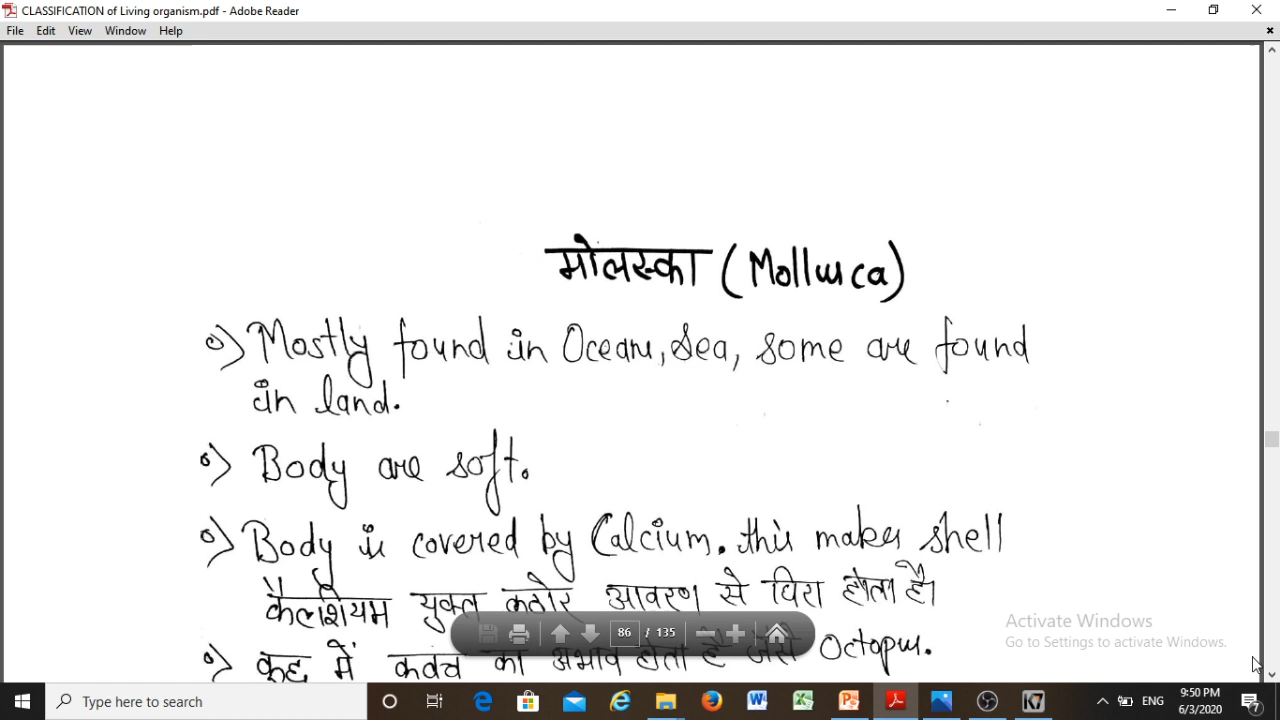 CLASSIFICATION of Living organism.pdf - Adobe Reader
File Edit View Window Help
मोलस्का (Mollusca)
Mostly found in Ocean, Sea, some are found
in land.
Body are soft.
Body is covered by Calcium. this makes shell
कैलशियम युक्त कठोर आवरण से घिरा होता है।
86 / 135
कुछ में कवच का अभाव होता है जैसे Octopus.
Activate Windows
Go to Settings to activate Windows.
Type here to search
ENG
9:50 PM
6/3/2020
7